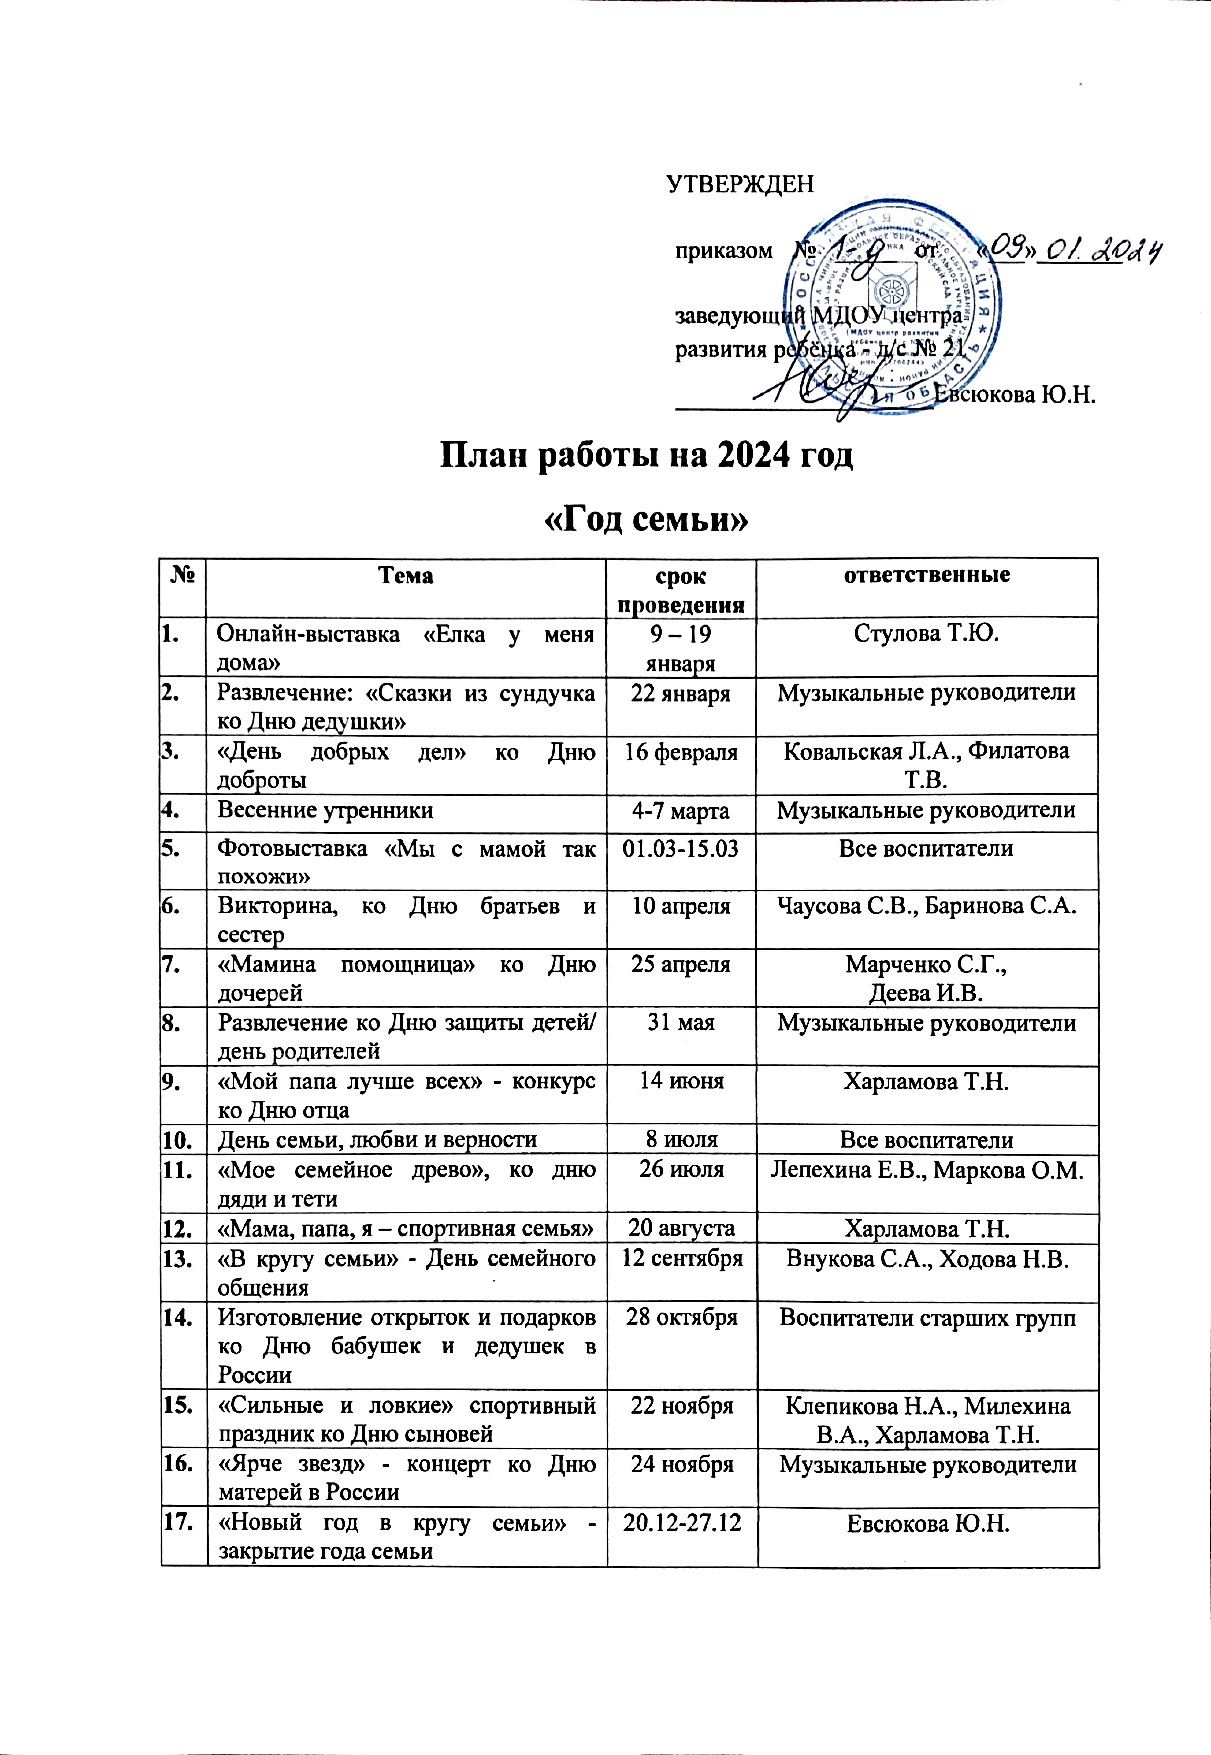 УТВЕРЖДЕН
приказом № 1-д от «09» 01. 2024
заведующий МДОУ центра
развития ребёнка - д/с № 21
Евсюкова Ю.Н.
План работы на 2024 год
«Год семьи»
№ Тема срок ответственные
проведения
1. Онлайн-выставка «Елка у меня 9 – 19 Стулова Т.Ю.
дома» января
2. Развлечение: «Сказки из сундучка 22 января Музыкальные руководители
ко Дню дедушки»
3. «День добрых дел» ко Дню 16 февраля Ковальская Л.А., Филатова
доброты Т.В.
4. Весенние утренники 4-7 марта Музыкальные руководители
5. Фотовыставка «Мы с мамой так 01.03-15.03 Все воспитатели
похожи»
6. Викторина, ко Дню братьев и 10 апреля Чаусова С.В., Баринова С.А.
сестер
7. «Мамина помощница» ко Дню 25 апреля Марченко С.Г.,
дочерей Деева И.В.
8. Развлечение ко Дню защиты детей/ 31 мая Музыкальные руководители
день родителей
9. «Мой папа лучше всех» - конкурс 14 июня Харламова Т.Н.
ко Дню отца
10. День семьи, любви и верности 8 июля Все воспитатели
11. «Мое семейное древо», ко дню 26 июля Лепехина Е.В., Маркова О.М.
дяди и тети
12. «Мама, папа, я – спортивная семья» 20 августа Харламова Т.Н.
13. «В кругу семьи» - День семейного 12 сентября Внукова С.А., Ходова Н.В.
общения
14. Изготовление открыток и подарков 28 октября Воспитатели старших групп
ко Дню бабушек и дедушек в
России
15. «Сильные и ловкие» спортивный 22 ноября Клепикова Н.А., Милехина
праздник ко Дню сыновей В.А., Харламова Т.Н.
16. «Ярче звезд» - концерт ко Дню 24 ноября Музыкальные руководители
матерей в России
17. «Новый год в кругу семьи» - 20.12-27.12 Евсюкова Ю.Н.
закрытие года семьи